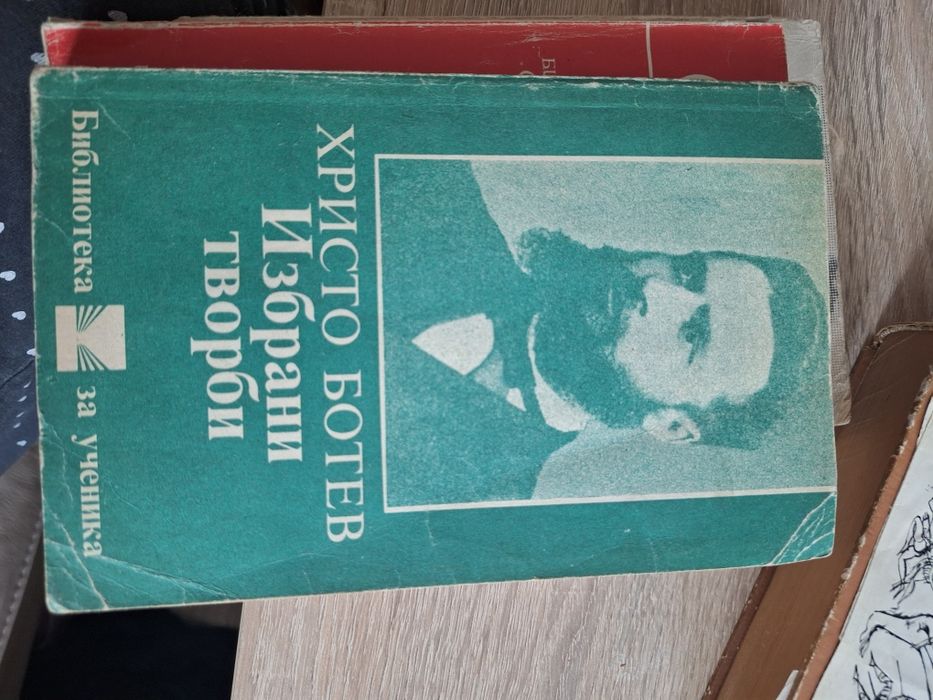 ХРИСТО БОТЕВ
Избрани
творби
Библиотека за ученика